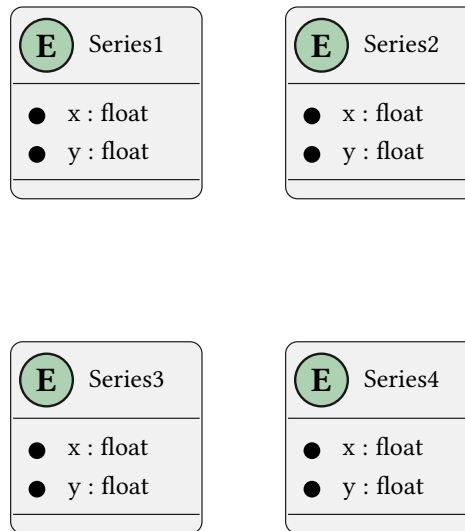 E Series1
x : float
y : float
E Series2
x : float
y : float
E Series3
x : float
y : float
E Series4
x : float
y : float